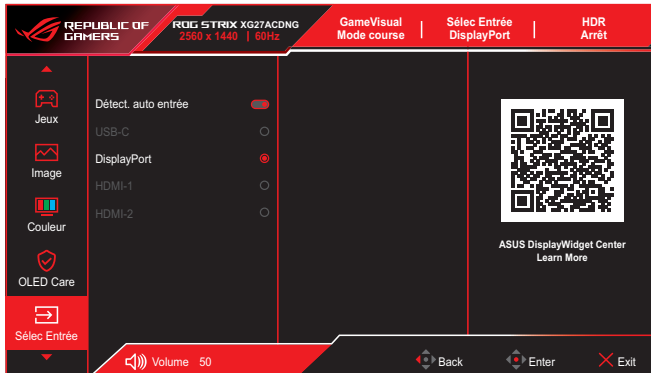 REPUBLIC OF
GAMERS
ROG STRIX XG27ACDNG
2560 x 1440 | 60Hz
GameVisual
Mode course
Sélec Entrée
DisplayPort
HDR
Arrêt
Jeux
Image
Couleur
OLED Care
Sélec Entrée
Détect. auto entrée
USB-C
DisplayPort
HDMI-1
HDMI-2
ASUS DisplayWidget Center
Learn More
Volume 50
Back
Enter
Exit